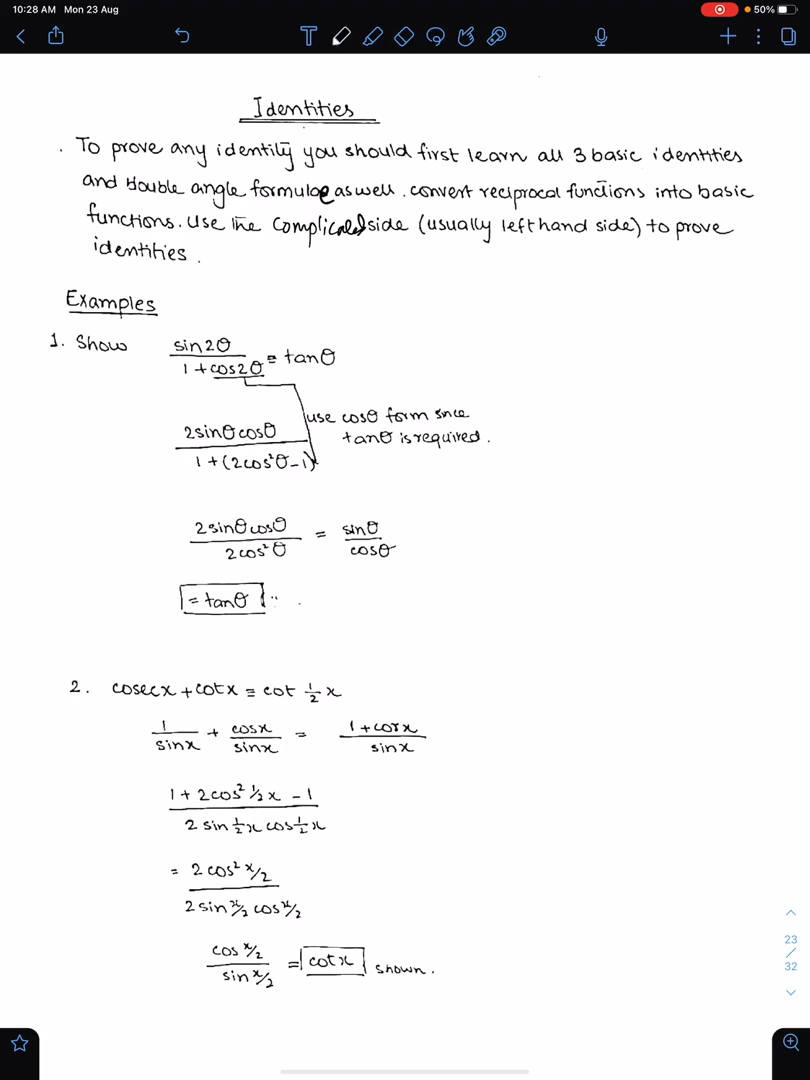 10:28 AM Mon 23 Aug
50%
T
Identities
. To prove any identity you should first learn all 3 basic identities
and double angle formulae as well. convert reciprocal functions into basic
functions. Use the complicated side (usually left hand side) to prove
identities.
Examples
1. Show sin2θ / 1 + cos2θ ≡ tanθ
2sinθcosθ / 1 + (2cos²θ - 1)
use cosθ form snce
tanθ is required.
2sinθcosθ / 2cos²θ = sinθ / cosθ
= tanθ
2. cosecx + cotx ≡ cot ½x
1 / sinx + cosx / sinx = 1 + cosx / sinx
1 + 2cos² ½x - 1 / 2 sin ½x cos ½x
= 2 cos² x/2 / 2 sin x/2 cos x/2
cos x/2 / sin x/2 = cot x shown.
23
/
32